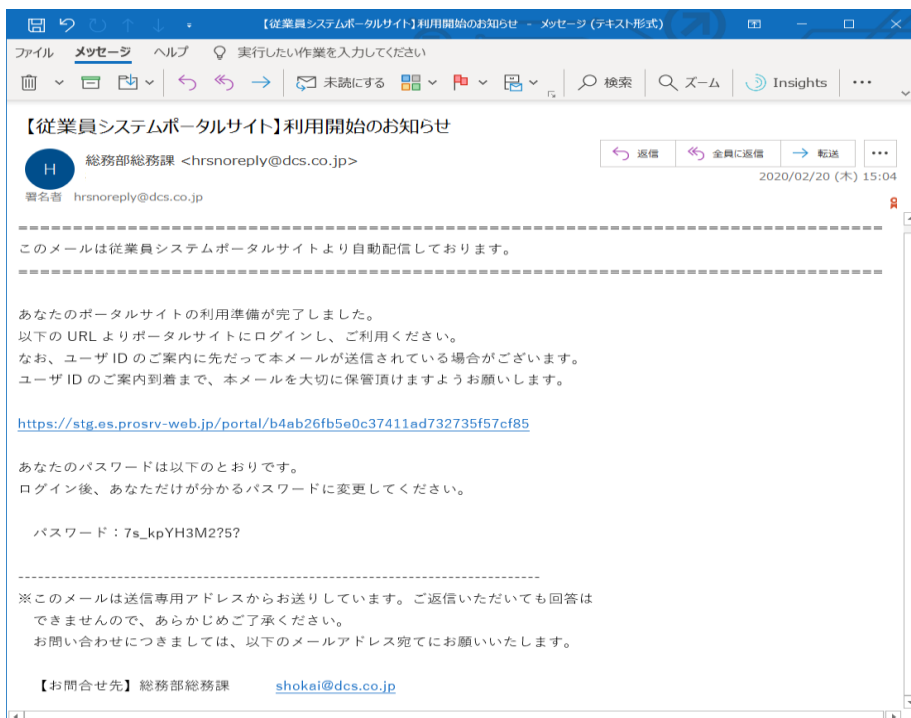 【従業員システムポータルサイト】利用開始のお知らせ - メッセージ (テキスト形式)
ファイル メッセージ ヘルプ 実行したい作業を入力してください
未読にする 検索 ズーム Insights
【従業員システムポータルサイト】利用開始のお知らせ
H 総務部総務課 <hrsnoreply@dcs.co.jp>
返信 全員に返信 転送
2020/02/20 (木) 15:04
署名者 hrsnoreply@dcs.co.jp
================================================================================
このメールは従業員システムポータルサイトより自動配信しております。
================================================================================
あなたのポータルサイトの利用準備が完了しました。
以下の URL よりポータルサイトにログインし、ご利用ください。
なお、ユーザ ID のご案内に先だって本メールが送信されている場合がございます。
ユーザ ID のご案内到着まで、本メールを大切に保管頂けますようお願いします。
https://stg.es.prosrv-web.jp/portal/b4ab26fb5e0c37411ad732735f57cf85
あなたのパスワードは以下のとおりです。
ログイン後、あなただけが分かるパスワードに変更してください。
パスワード：7s_kpYH3M2?5?
--------------------------------------------------------------------------------
※このメールは送信専用アドレスからお送りしています。ご返信いただいても回答は
できませんので、あらかじめご了承ください。
お問い合わせにつきましては、以下のメールアドレス宛てにお願いいたします。
【お問合せ先】総務部総務課 shokai@dcs.co.jp